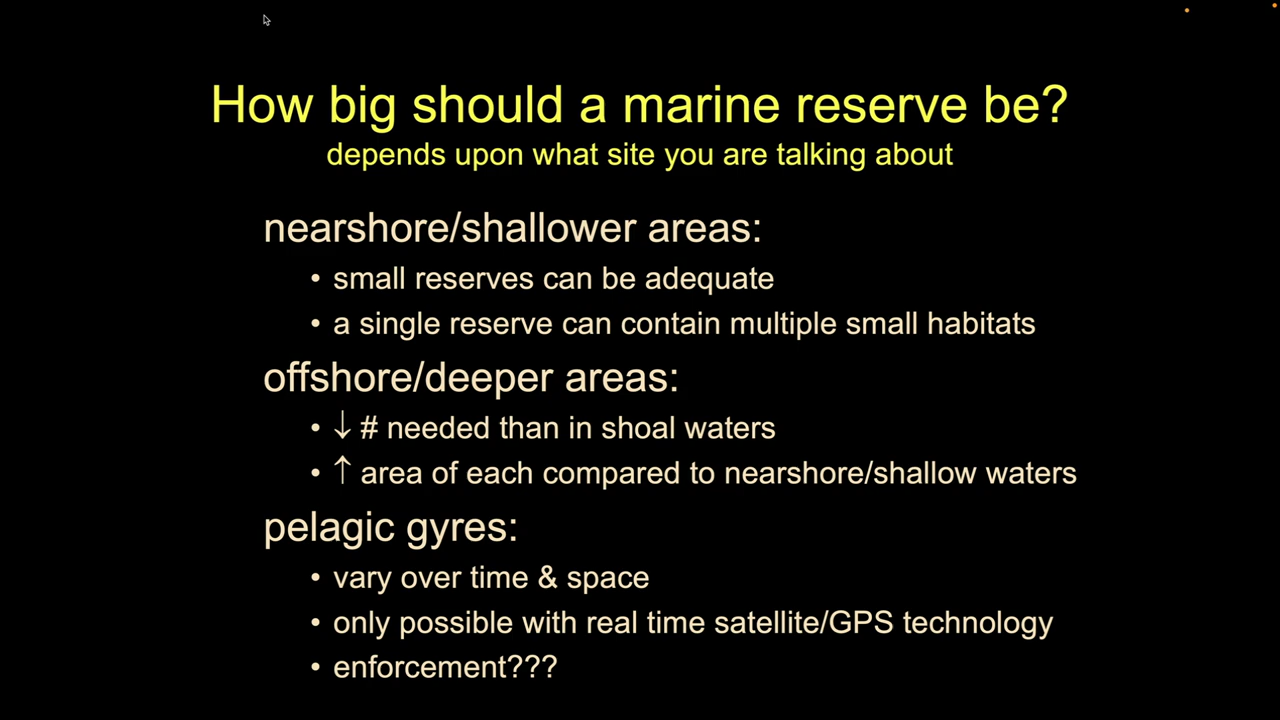 How big should a marine reserve be?
depends upon what site you are talking about
nearshore/shallower areas:
• small reserves can be adequate
• a single reserve can contain multiple small habitats
offshore/deeper areas:
• ↓ # needed than in shoal waters
• ↑ area of each compared to nearshore/shallow waters
pelagic gyres:
• vary over time & space
• only possible with real time satellite/GPS technology
• enforcement???